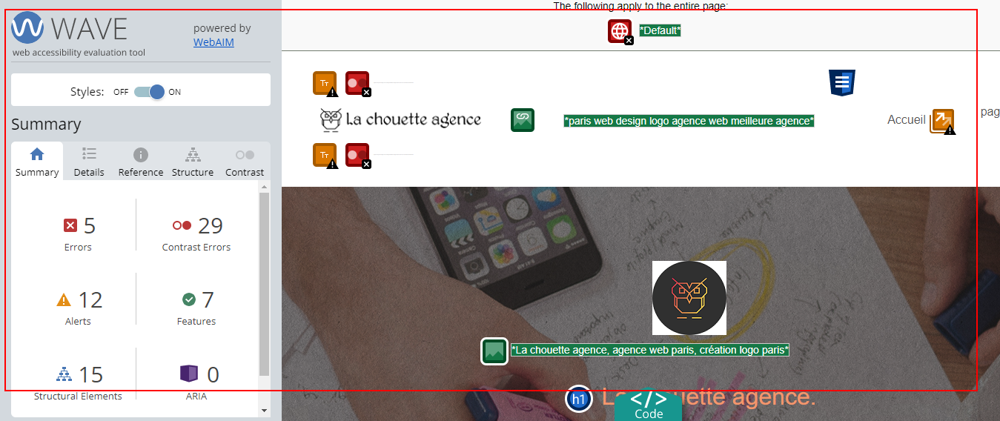 WAVE
powered by
WebAIM
web accessibility evaluation tool
Styles: OFF ON
Summary
Summary Details Reference Structure Contrast
5
Errors
29
Contrast Errors
12
Alerts
7
Features
15
Structural Elements
0
ARIA
The following apply to the entire page:
*Default*
La chouette agence
*paris web design logo agence web meilleure agence*
Accueil
pag
*La chouette agence, agence web paris, création logo paris*
h1
La chouette agence.
</>
Code